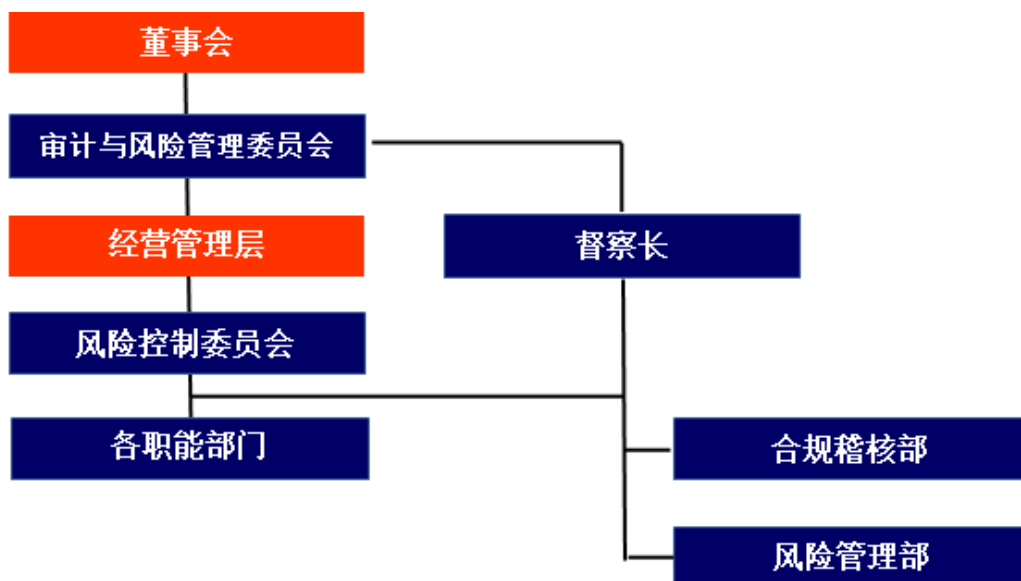 董事会
审计与风险管理委员会
经营管理层
督察长
风险控制委员会
各职能部门
合规稽核部
风险管理部